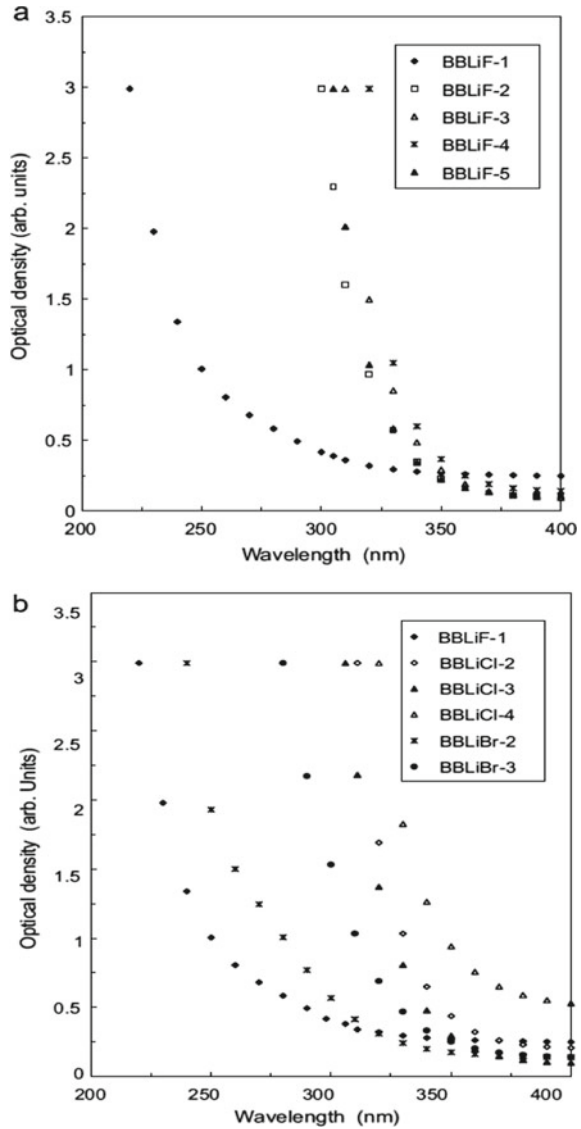 a
3.5
BBLiF-1
BBLiF-2
BBLiF-3
BBLiF-4
BBLiF-5
3
2.5
2
1.5
1
0.5
0
Optical density (arb. units)
200 250 300 350 400
Wavelength (nm)
b
3.5
BBLiF-1
BBLiCl-2
BBLiCl-3
BBLiCl-4
BBLiBr-2
BBLiBr-3
3
2.5
2
1.5
1
0.5
0
Optical density (arb. Units)
200 250 300 350 400
Wavelength (nm)